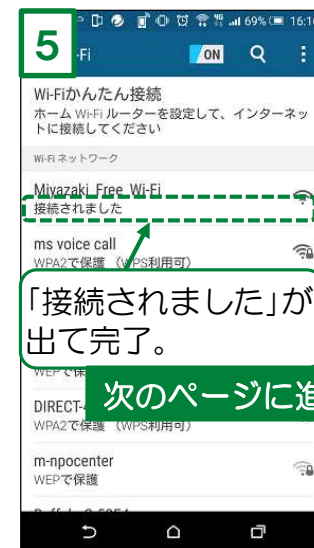 5
-Fi
ON
69%
16:1
Wi-Fiかんたん接続
ホーム Wi-Fi ルーターを設定して、インターネッ
トに接続してください
Wi-Fi ネットワーク
Miyazaki_Free_Wi-Fi
接続されました
ms voice call
WPA2で保護 (WPS利用可)
「接続されました」が
出て完了。
WEPで保
次のページに進
DIRECT-
WPA2で保護 (WPS利用可)
m-npocenter
WEPで保護